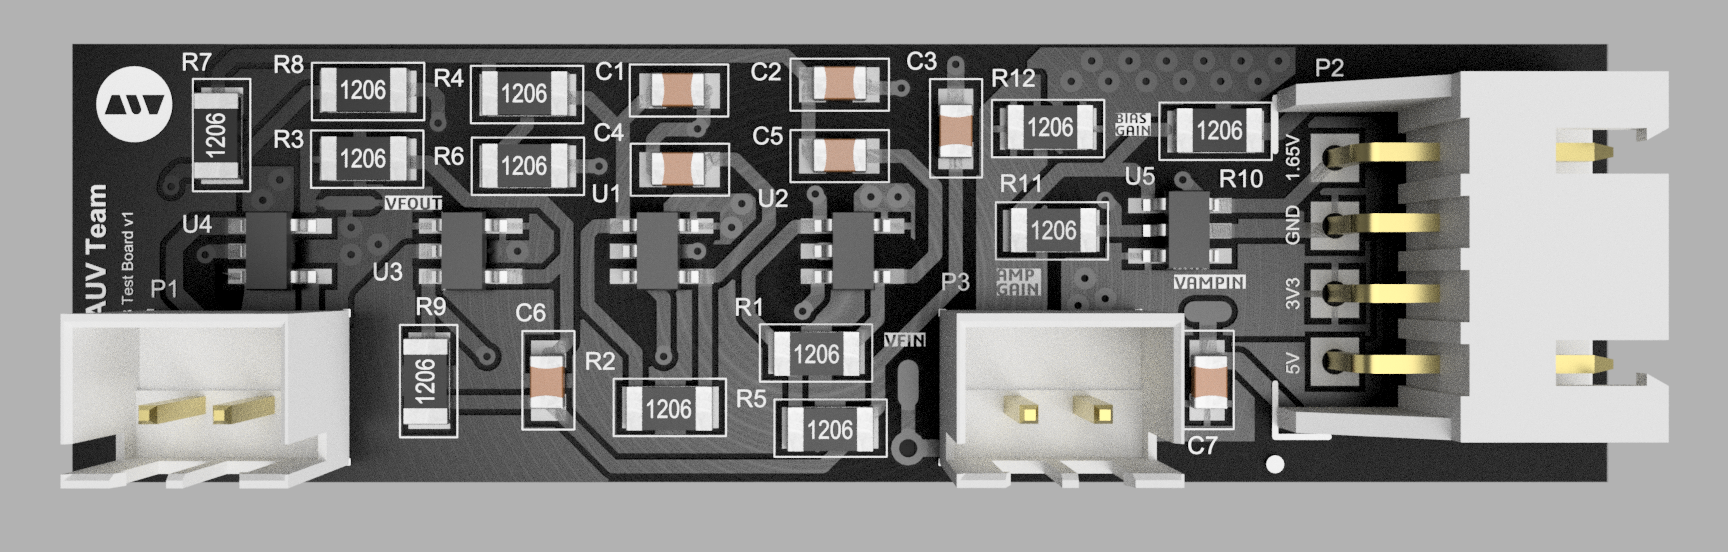 R7
R8
1206
R4
1206
C1
C2
C3
R12
P2
1206
R3
1206
R6
1206
C4
C5
1206
BIAS
GAIN
1206
1.65V
U4
VFOUT
U3
U1
U2
R11
1206
U5
R10
GND
AUV Team
Test Board v1
P1
P3
AMP
GAIN
VAMPIN
3V3
R9
1206
C6
R2
1206
R1
1206
VFIN
R5
1206
5V
C7